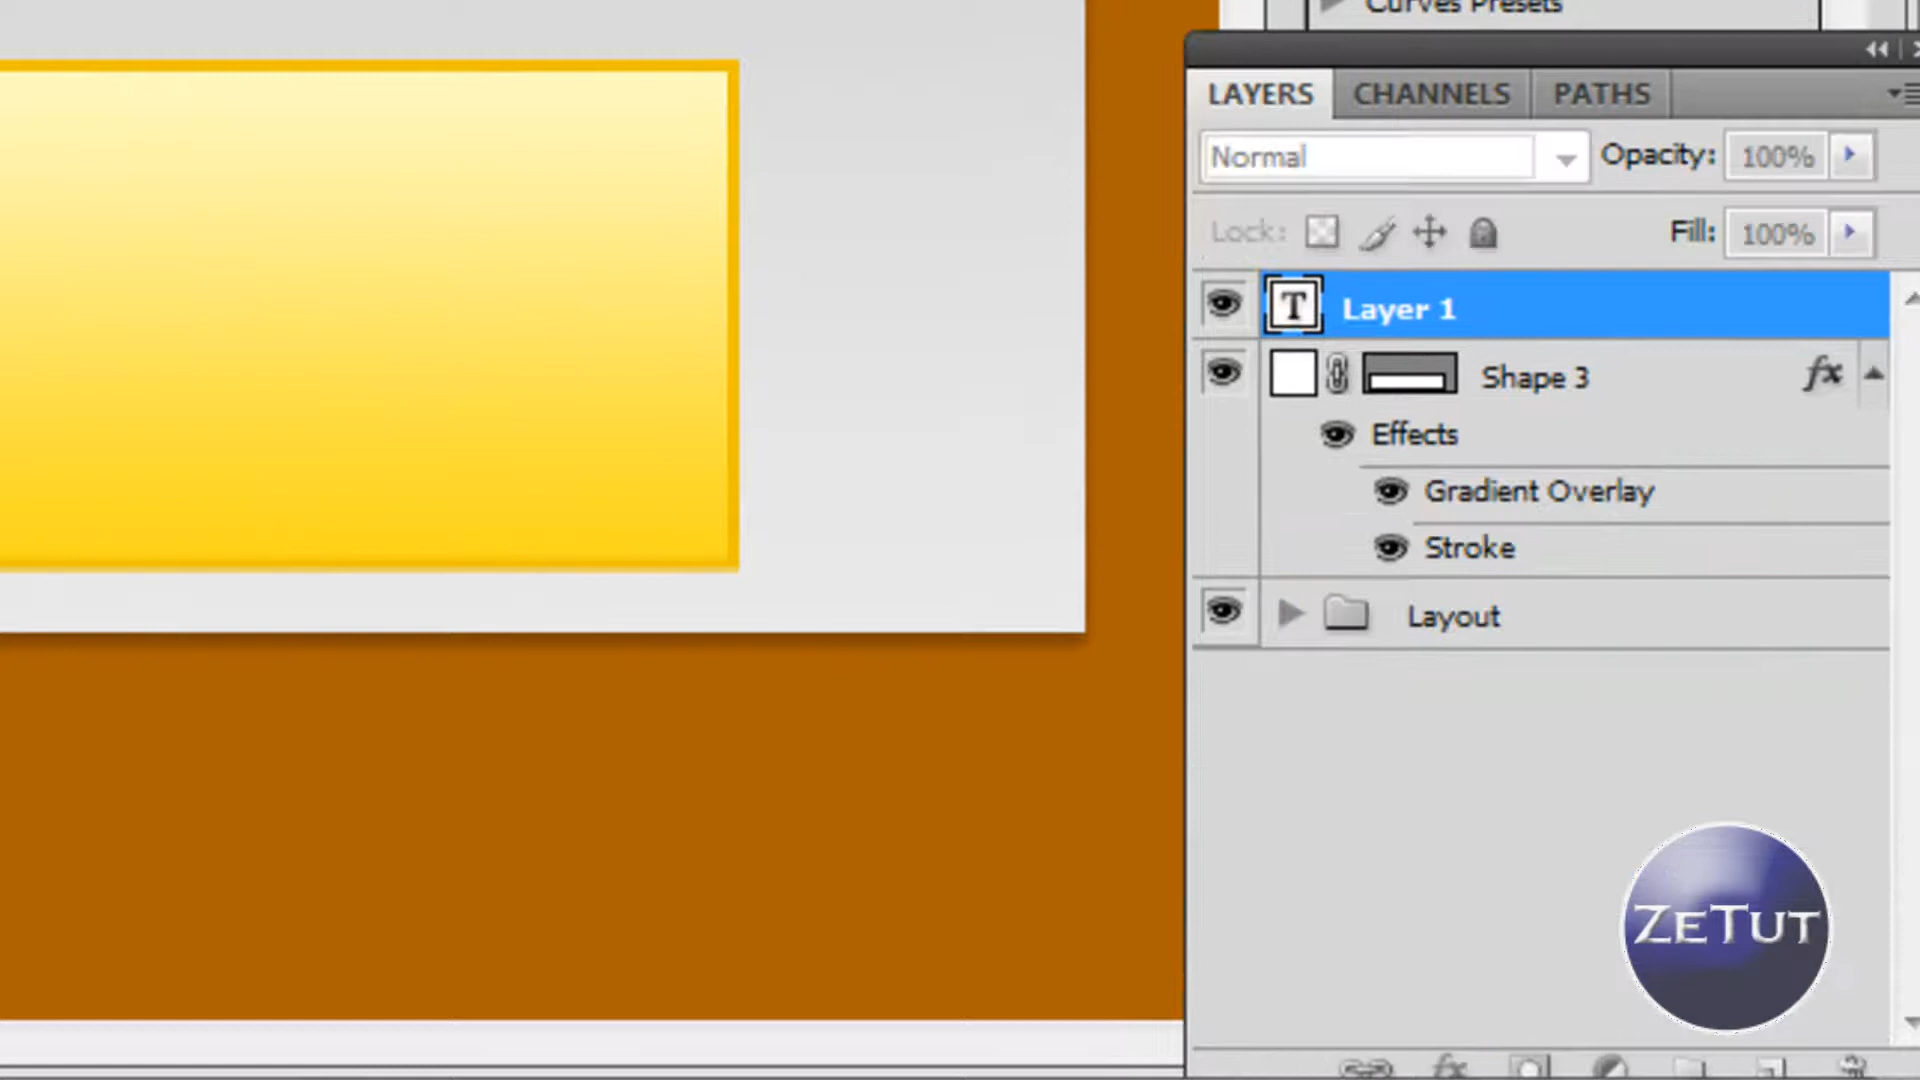 Curves Presets
LAYERS CHANNELS PATHS
Normal Opacity: 100%
Lock: Fill: 100%
T Layer 1
Shape 3 fx
Effects
Gradient Overlay
Stroke
Layout
ZETUT
fx